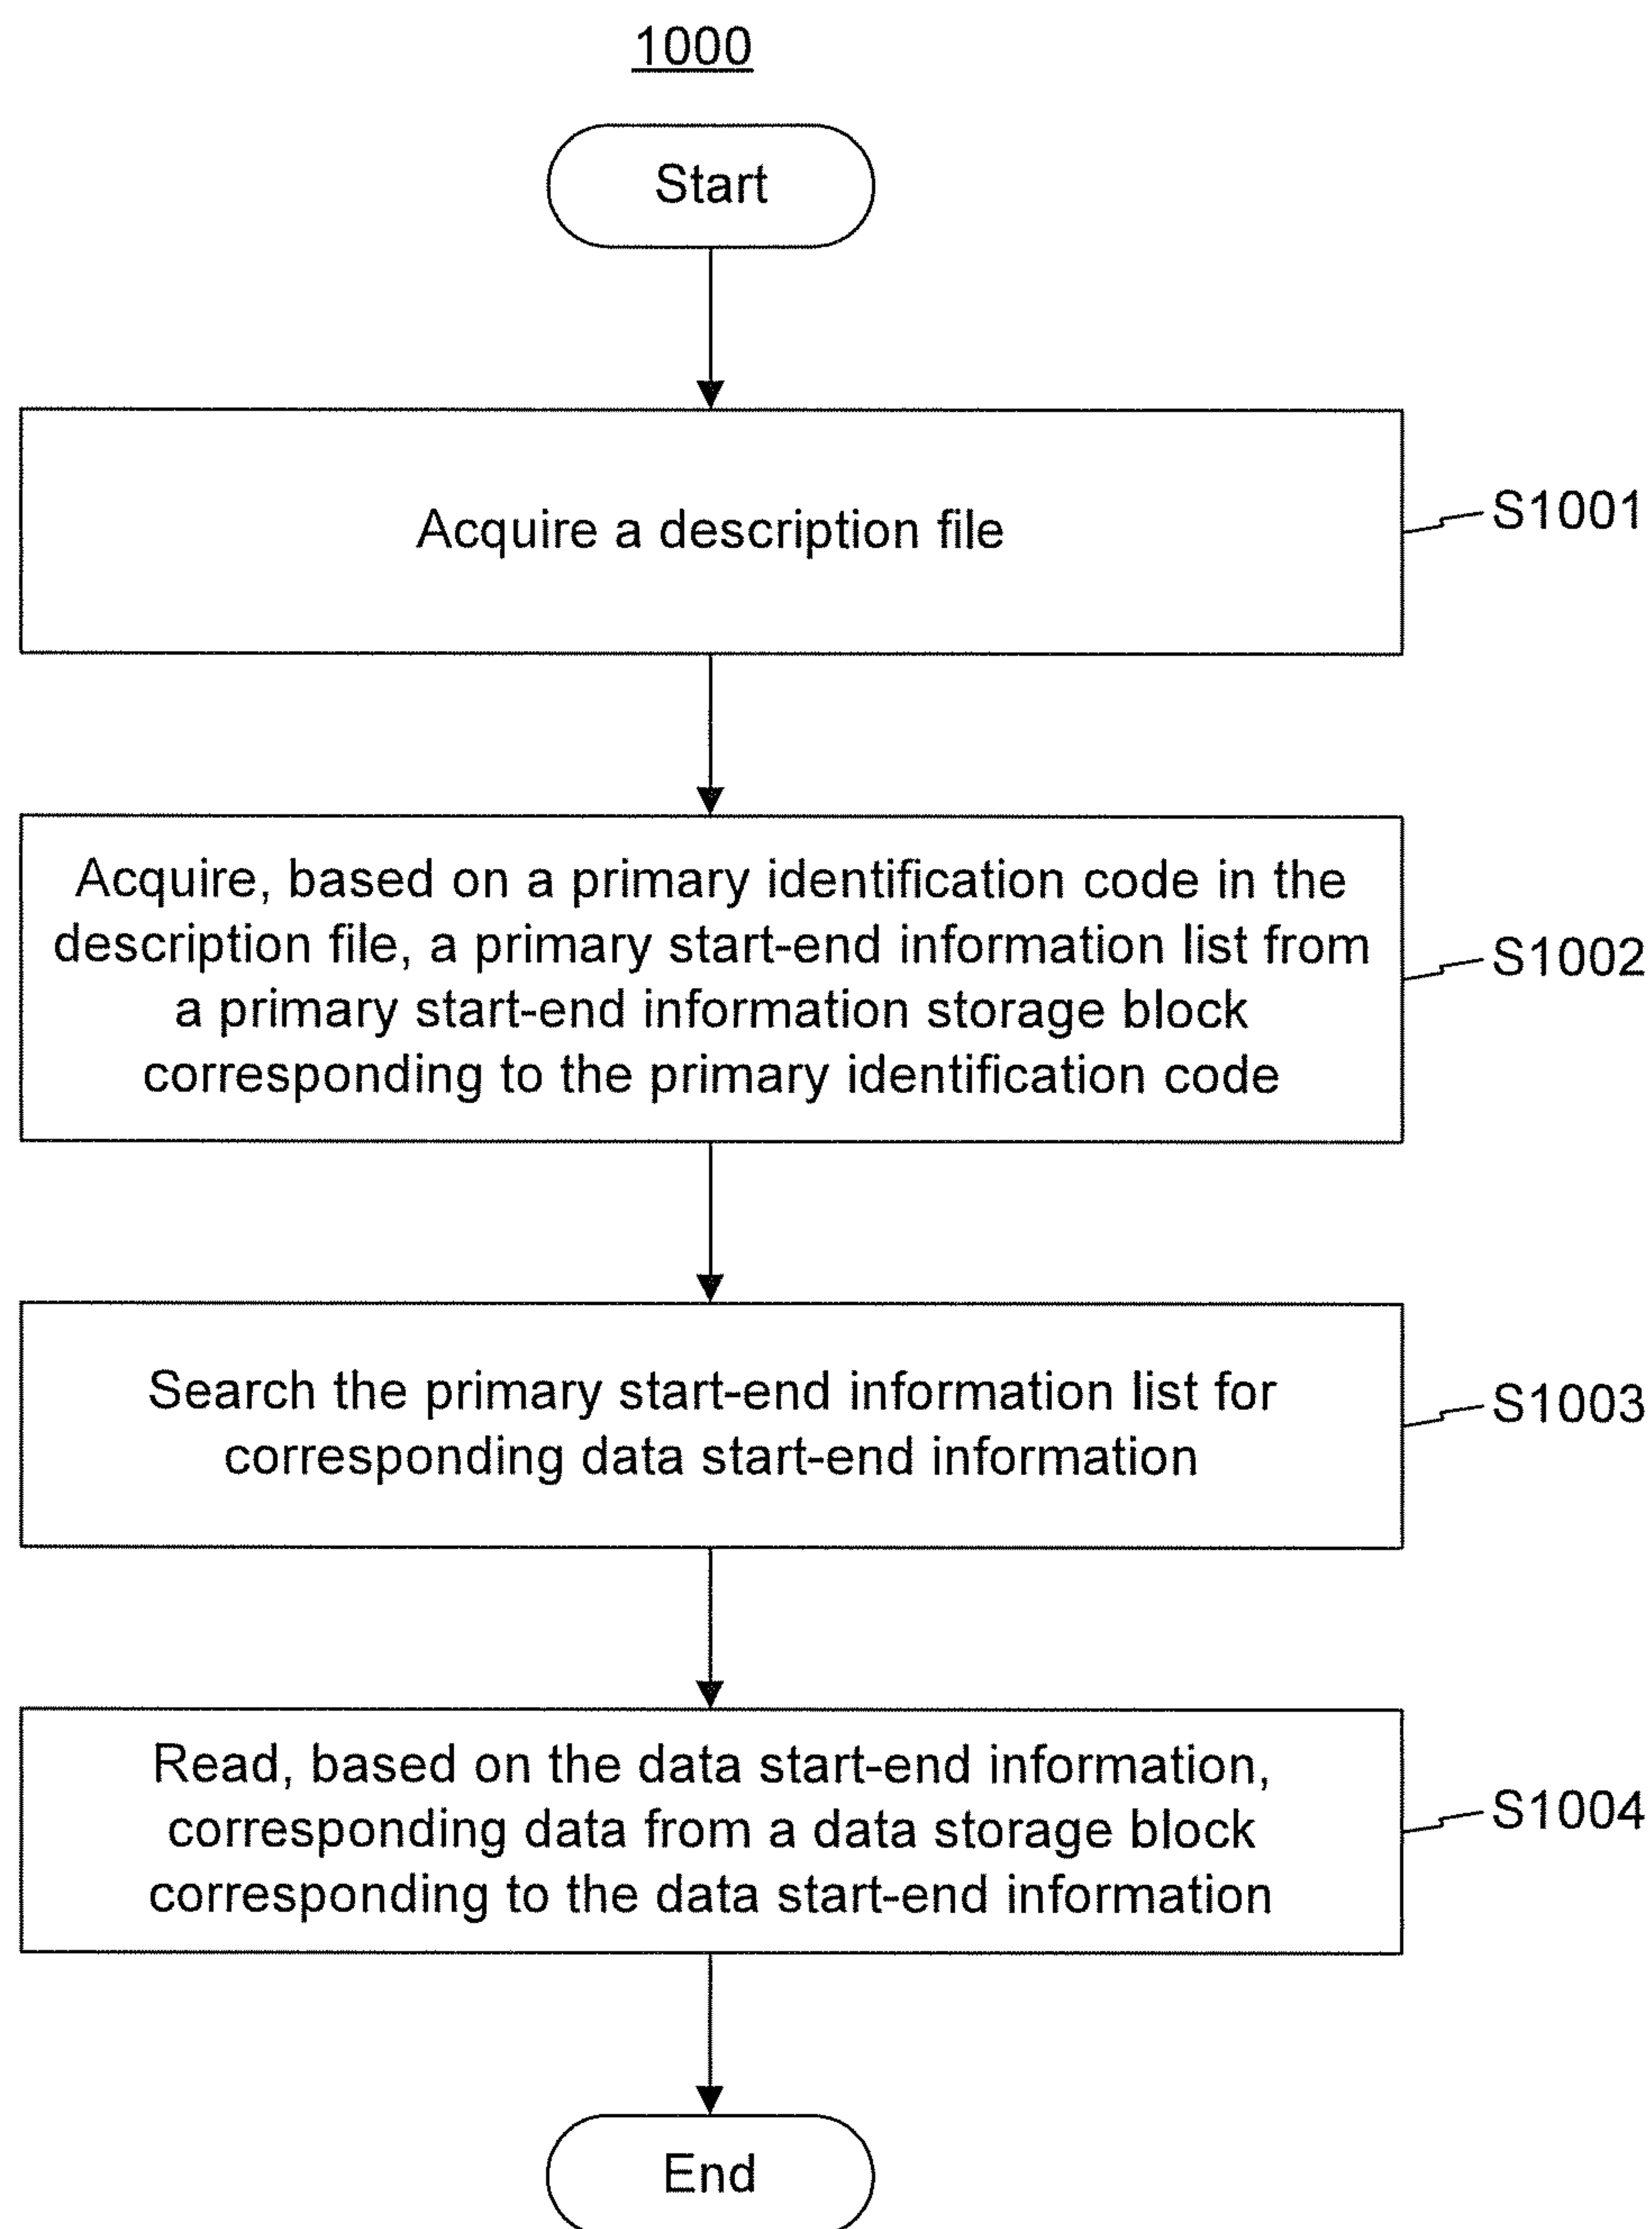 1000
Start
Acquire a description file
S1001
Acquire, based on a primary identification code in the
description file, a primary start-end information list from
a primary start-end information storage block
corresponding to the primary identification code
S1002
Search the primary start-end information list for
corresponding data start-end information
S1003
Read, based on the data start-end information,
corresponding data from a data storage block
corresponding to the data start-end information
S1004
End